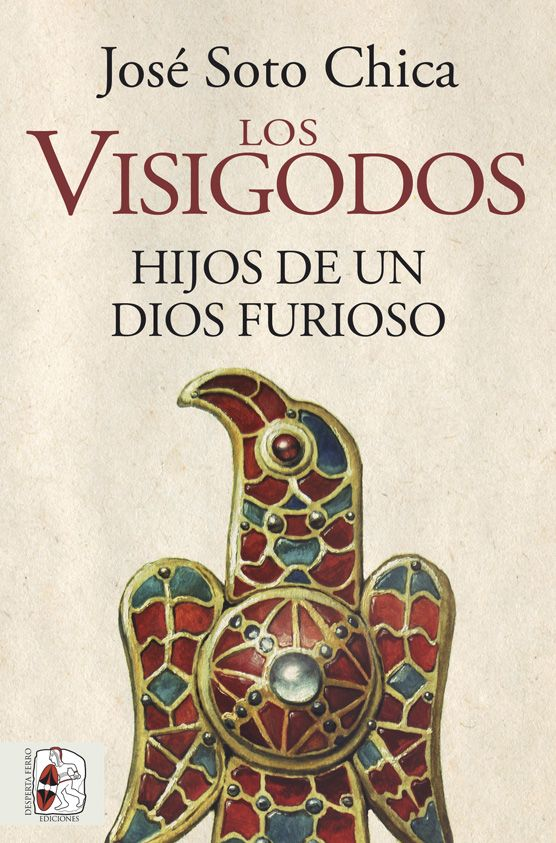 José Soto Chica
LOS
VISIGODOS
HIJOS DE UN
DIOS FURIOSO
DESPERTA FERRO
EDICIONES